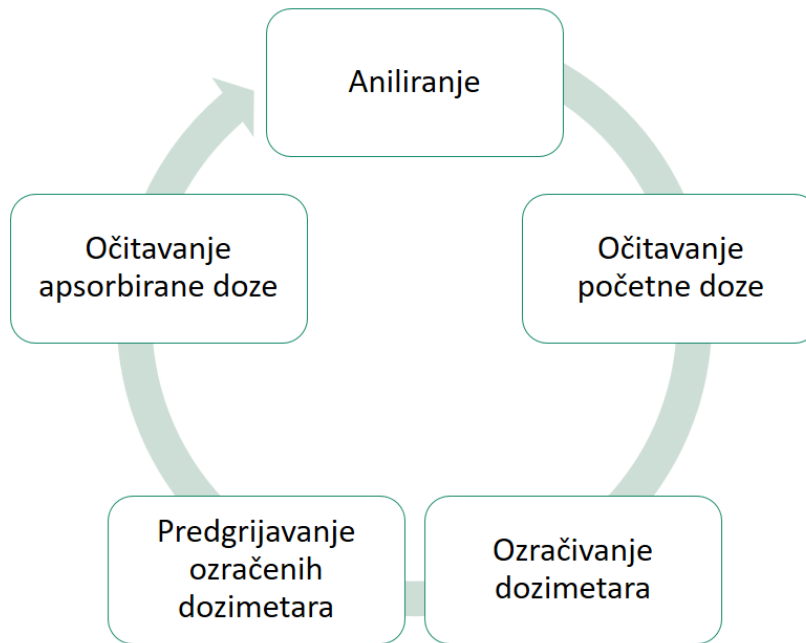 Aniliranje
Očitavanje
početne doze
Ozračivanje
dozimetara
Predgrijavanje
ozračenih
dozimetara
Očitavanje
apsorbirane doze